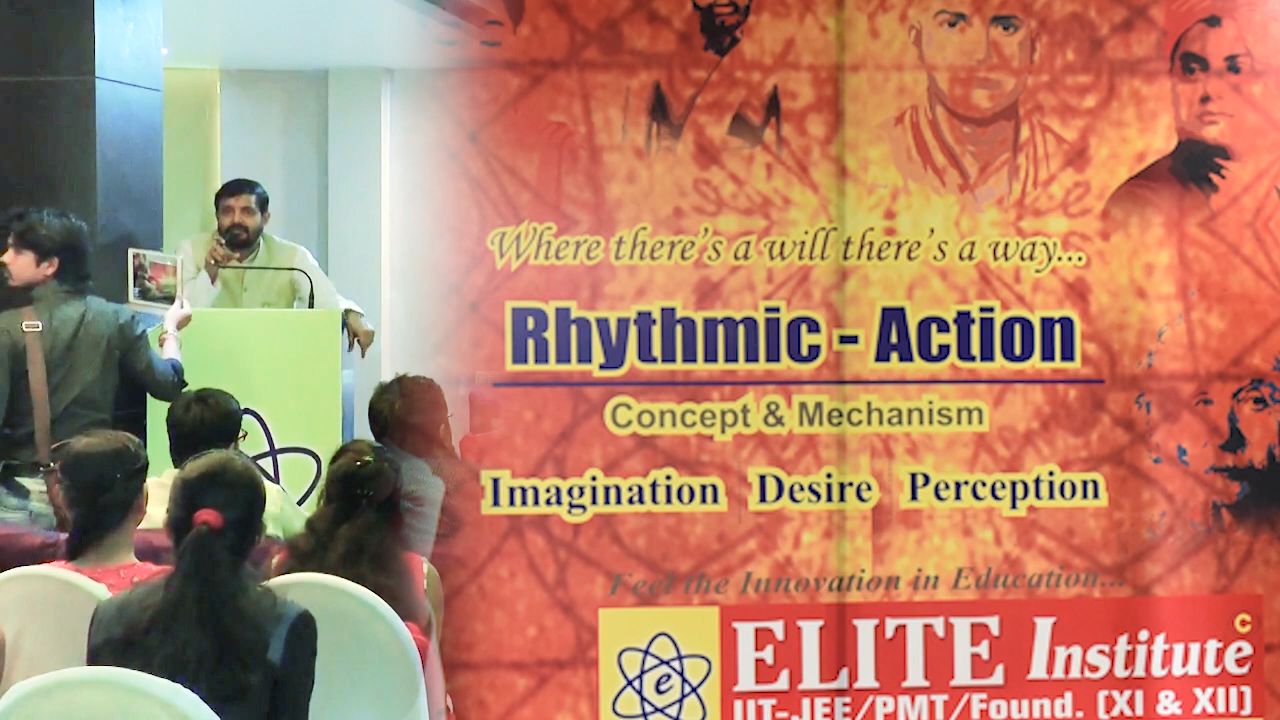 Where there's a will there's a way...
Rhythmic - Action
Concept & Mechanism
Imagination Desire Perception
Feel the Innovation in Education...
C
ELITE Institute
e
IIT-JEE/PMT/Found. [XI & XII]